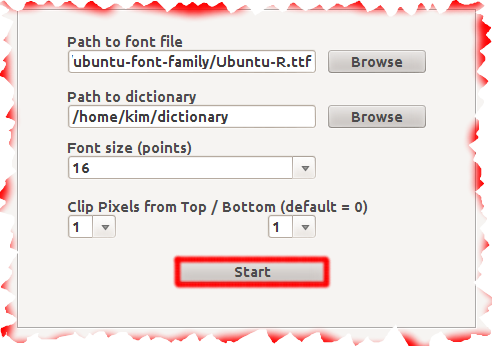 Path to font file
ubuntu-font-family/Ubuntu-R.ttf
Browse
Path to dictionary
/home/kim/dictionary
Browse
Font size (points)
16
Clip Pixels from Top / Bottom (default = 0)
1
1
Start